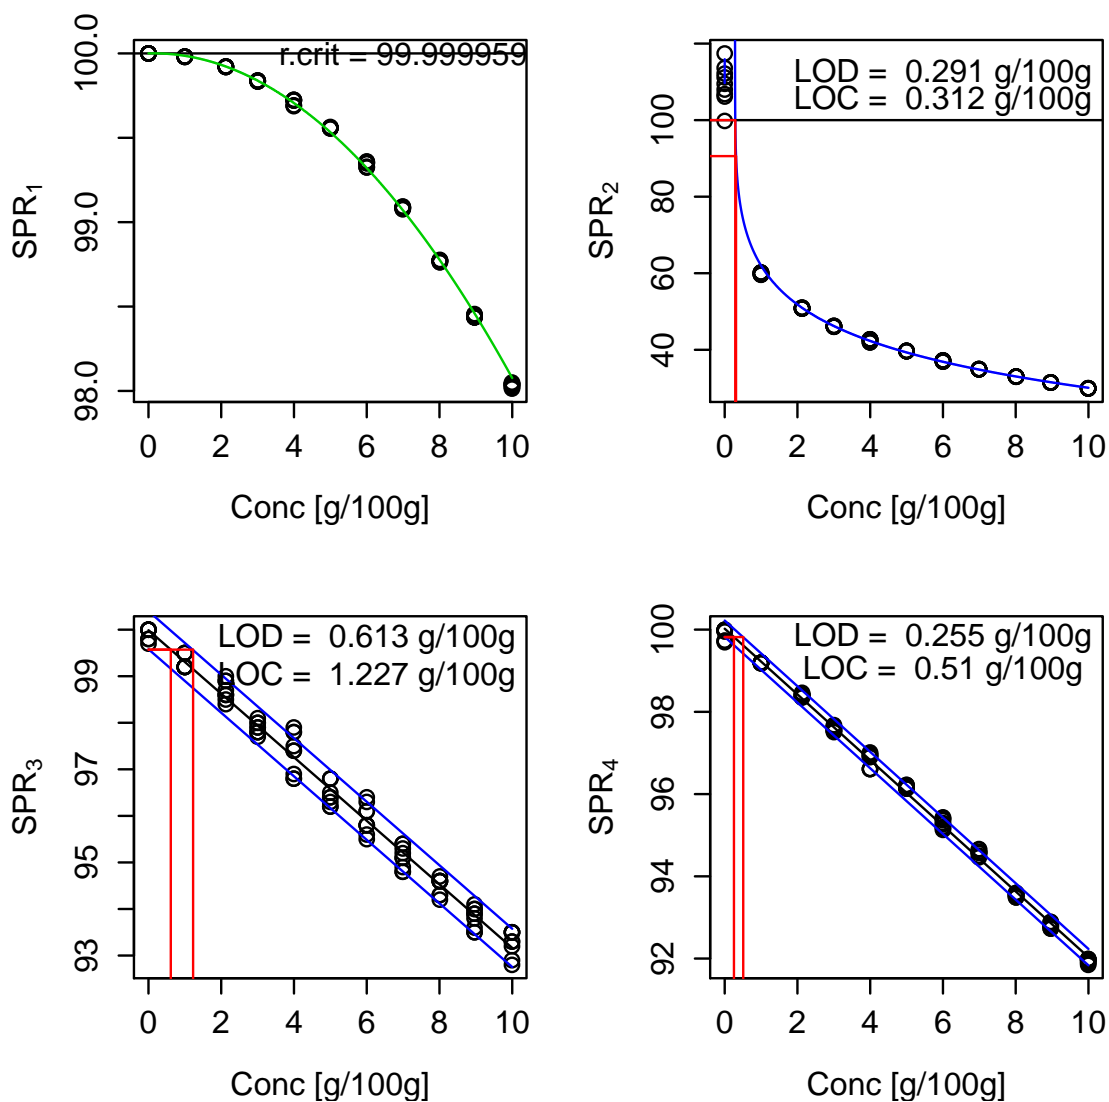 r.crit = 99.999959
100.0
99.0
98.0
SPR1
0 2 4 6 8 10
Conc [g/100g]
LOD = 0.291 g/100g
LOC = 0.312 g/100g
100
80
60
40
SPR2
0 2 4 6 8 10
Conc [g/100g]
LOD = 0.613 g/100g
LOC = 1.227 g/100g
99
97
95
93
SPR3
0 2 4 6 8 10
Conc [g/100g]
LOD = 0.255 g/100g
LOC = 0.51 g/100g
100
98
96
94
92
SPR4
0 2 4 6 8 10
Conc [g/100g]